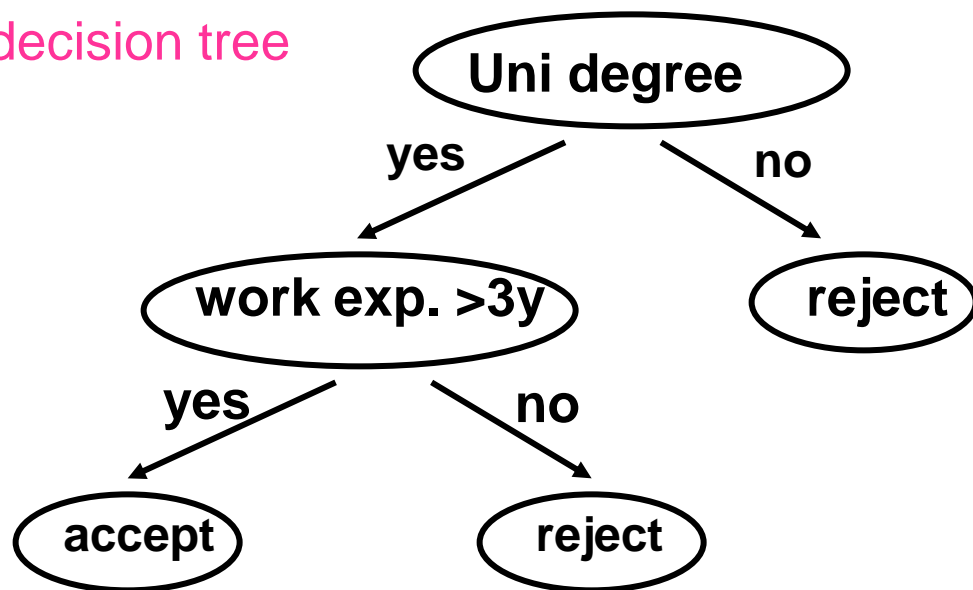 decision tree
Uni degree
yes
no
work exp. >3y
reject
yes
no
accept
reject